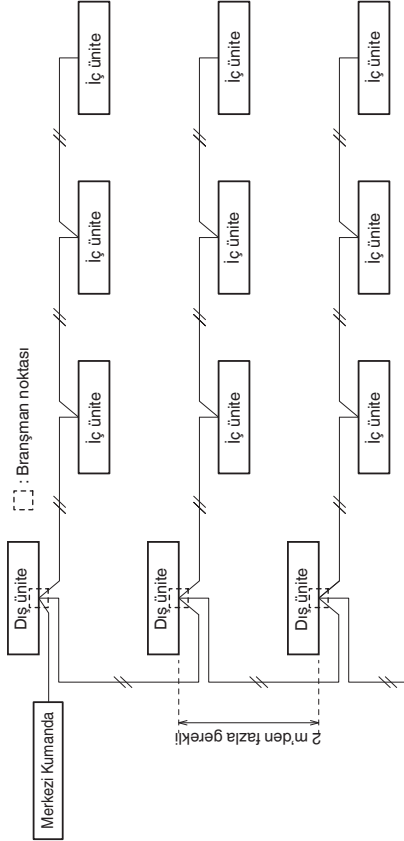 : Branşman noktası
Merkezi Kumanda
Dış ünite
İç ünite
İç ünite
İç ünite
Dış ünite
İç ünite
İç ünite
İç ünite
2 m'den fazla gerekli
Dış ünite
İç ünite
İç ünite
İç ünite